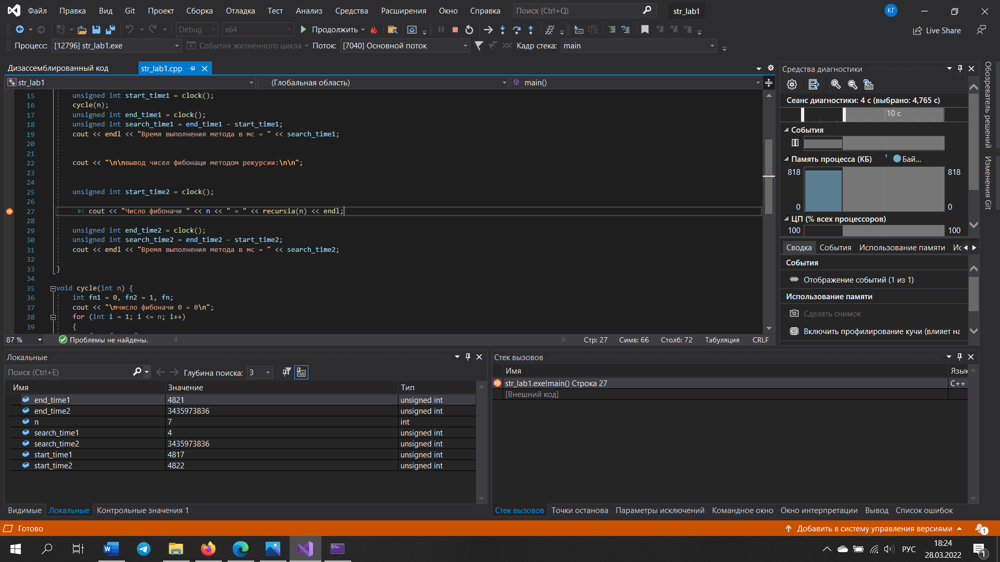 Файл Правка Вид Git Проект Сборка Отладка Тест Анализ Средства Расширения Окно Справка Поиск (Ctrl+Q) str_lab1 КГ
Debug x64 Продолжить Live Share
Процесс: [12796] str_lab1.exe События жизненного цикла Поток: [7040] Основной поток Кадр стека: main
Дизассемблированный код str_lab1.cpp
str_lab1 (Глобальная область) main()
15 unsigned int start_time1 = clock();
16 cycle(n);
17 unsigned int end_time1 = clock();
18 unsigned int search_time1 = end_time1 - start_time1;
19 cout << endl << "Время выполнения метода в мс = " << search_time1;
20
21
22 cout << "\n\nвывод чисел фибонаци методом рекурсии:\n\n";
23
24
25 unsigned int start_time2 = clock();
26
27 cout << "Число фибоначи " << n << " = " << recursia(n) << endl;
28
29 unsigned int end_time2 = clock();
30 unsigned int search_time2 = end_time2 - start_time2;
31 cout << endl << "Время выполнения метода в мс = " << search_time2;
32
33 }
34
35 void cycle(int n) {
36 int fn1 = 0, fn2 = 1, fn;
37 cout << "\nчисло фибоначи 0 = 0\n";
38 for (int i = 1; i <= n; i++)
39 {
87 % Проблемы не найдены. Стр: 27 Симв: 66 Столб: 72 Табуляция CRLF
Средства диагностики
Сеанс диагностики: 4 с (выбрано: 4,765 с)
10 с
События
Память процесса (КБ) Бай...
818 818
0 0
ЦП (% всех процессоров)
100 100
Сводка События Использование памяти Ис
События
Отображение событий (1 из 1)
Использование памяти
Сделать снимок
Включить профилирование кучи (влияет на
Обозреватель решений
Изменения Git
Локальные
Поиск (Ctrl+E) Глубина поиска: 3
Имя Значение Тип
end_time1 4821 unsigned int
end_time2 3435973836 unsigned int
n 7 int
search_time1 4 unsigned int
search_time2 3435973836 unsigned int
start_time1 4817 unsigned int
start_time2 4822 unsigned int
Видимые Локальные Контрольные значения 1
Стек вызовов
Имя Язык
str_lab1.exe!main() Строка 27 C++
[Внешний код]
Стек вызовов Точки останова Параметры исключений Командное окно Окно интерпретации Вывод Список ошибок
Готово Добавить в систему управления версиями 1
РУС 18:24
28.03.2022 1